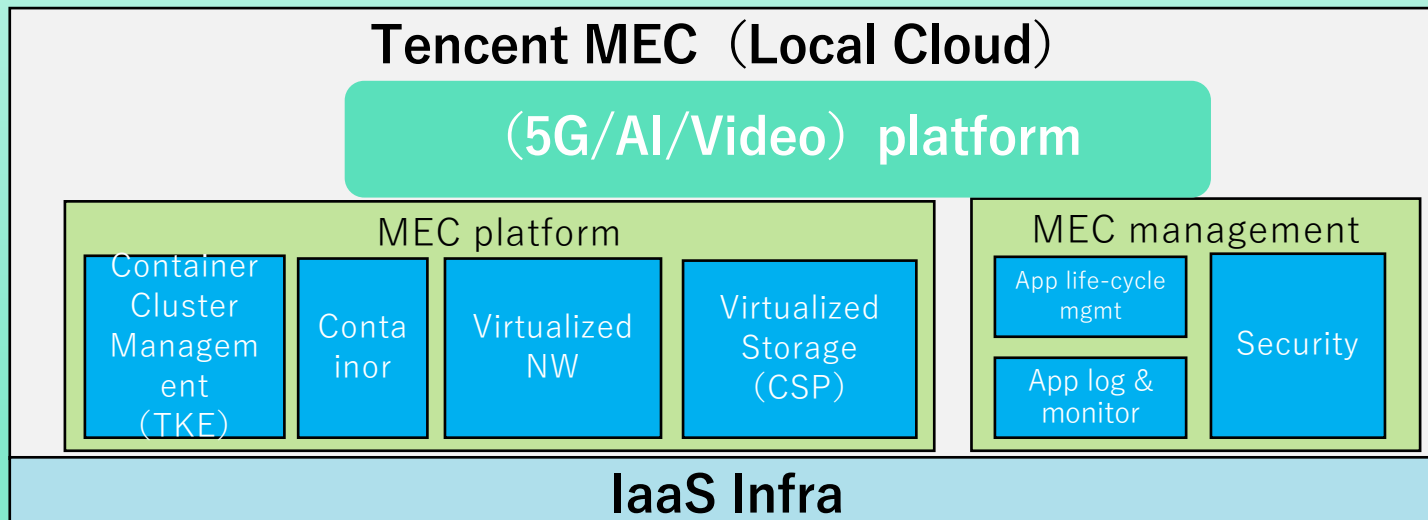 Tencent MEC（Local Cloud）
（5G/AI/Video）platform
MEC platform
Container
Cluster
Managem
ent
（TKE）
Conta
inor
Virtualized
NW
Virtualized
Storage
（CSP）
MEC management
App life-cycle
mgmt
App log &
monitor
Security
IaaS Infra